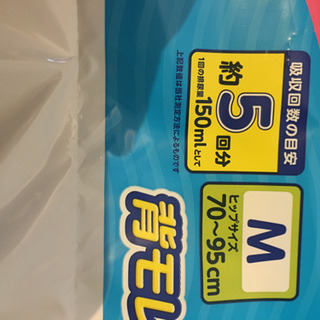 吸収回数の目安
約5回分
1回の排尿量
150mlとして
上記数値は当社測定方法によるものです
M
ヒップサイズ
70~95cm
背モレ